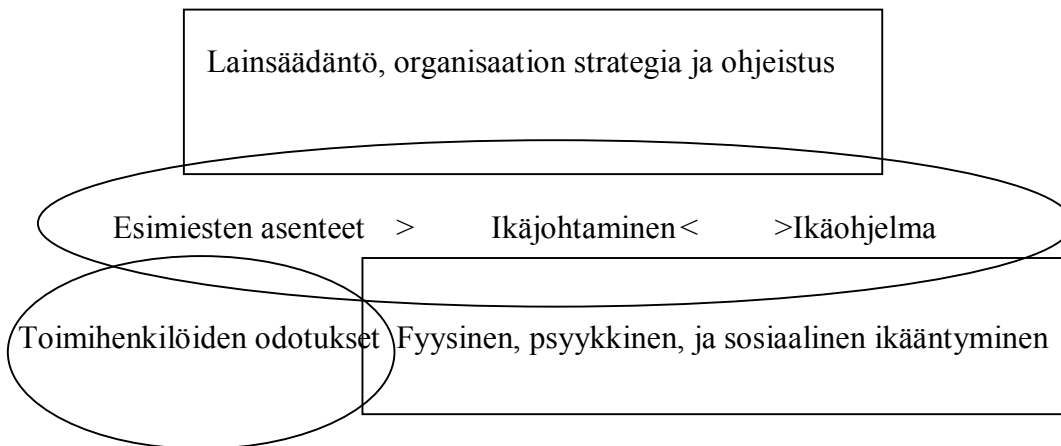 Lainsäädäntö, organisaation strategia ja ohjeistus
Esimiesten asenteet > Ikäjohtaminen < >Ikäohjelma
Toimihenkilöiden odotukset Fyysinen, psyykkinen, ja sosiaalinen ikääntyminen